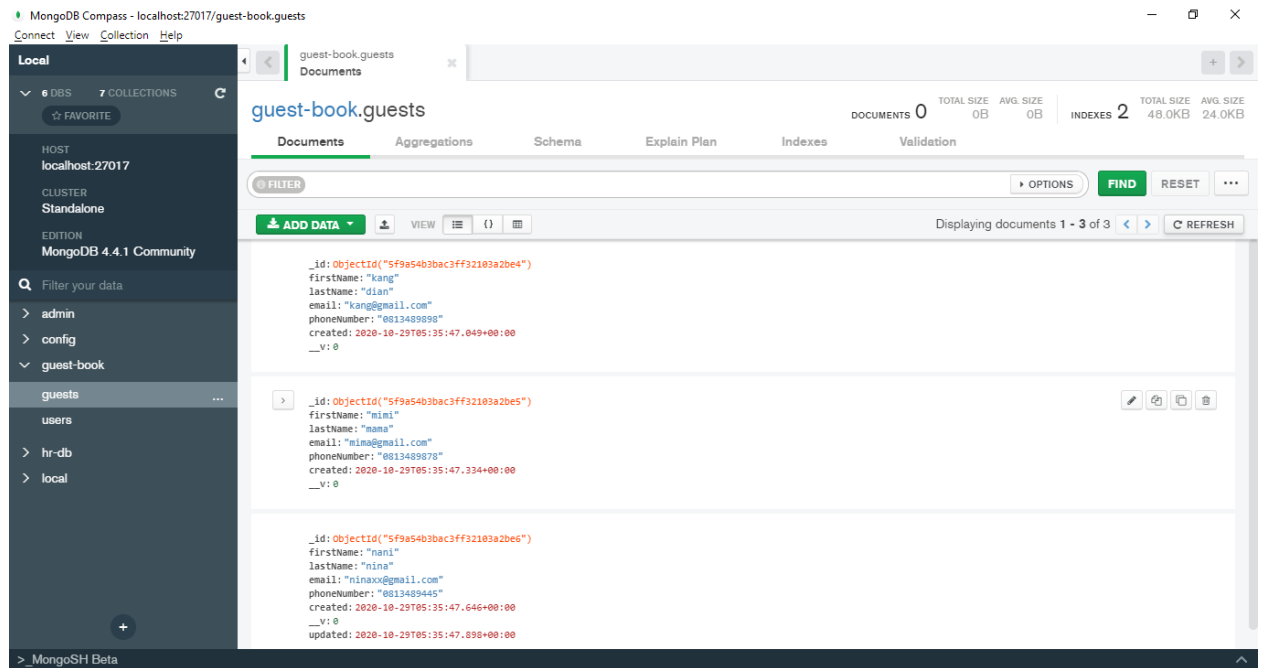 MongoDB Compass - localhost:27017/guest-book.guests
Connect View Collection Help
Local
6 DBS 7 COLLECTIONS
☆ FAVORITE
HOST
localhost:27017
CLUSTER
Standalone
EDITION
MongoDB 4.4.1 Community
Filter your data
admin
config
guest-book
guests ...
users
hr-db
local
>_MongoSH Beta
guest-book.guests
Documents
guest-book.guests
DOCUMENTS 0 TOTAL SIZE 0B AVG. SIZE 0B INDEXES 2 TOTAL SIZE 48.0KB AVG. SIZE 24.0KB
Documents Aggregations Schema Explain Plan Indexes Validation
FILTER OPTIONS FIND RESET ...
ADD DATA VIEW {} Displaying documents 1 - 3 of 3 < > REFRESH
_id: ObjectId("5f9a54b3bac3ff32103a2be4")
firstName: "kang"
lastName: "dian"
email: "kang@gmail.com"
phoneNumber: "0813489898"
created: 2020-10-29T05:35:47.049+00:00
__v: 0
_id: ObjectId("5f9a54b3bac3ff32103a2be5")
firstName: "mimi"
lastName: "mama"
email: "mima@gmail.com"
phoneNumber: "0813489878"
created: 2020-10-29T05:35:47.334+00:00
__v: 0
_id: ObjectId("5f9a54b3bac3ff32103a2be6")
firstName: "nani"
lastName: "nina"
email: "ninaxx@gmail.com"
phoneNumber: "0813489445"
created: 2020-10-29T05:35:47.646+00:00
__v: 0
updated: 2020-10-29T05:35:47.898+00:00